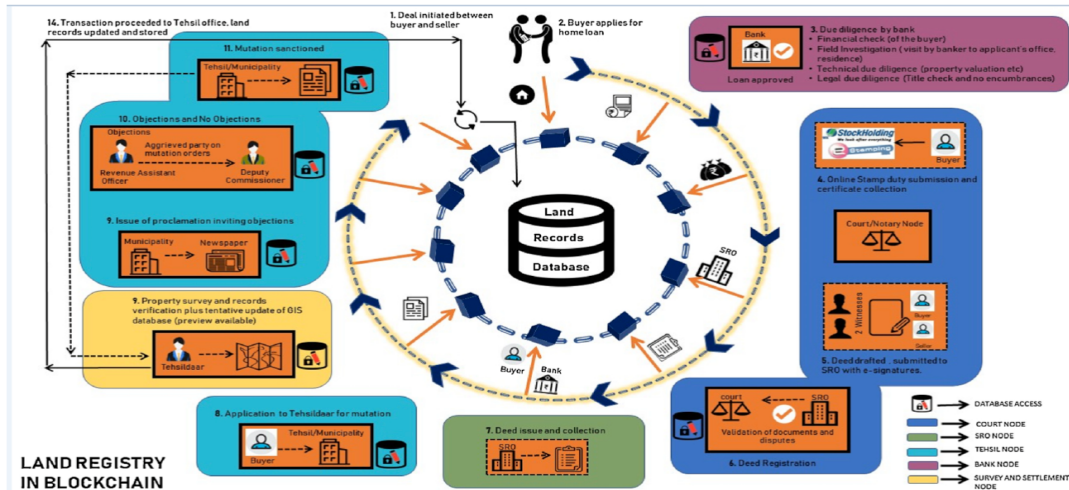 14. Transaction proceeded to Tehsil office, land
records updated and stored
1. Deal initiated between
buyer and seller
2. Buyer applies for
home loan
3. Due diligence by bank
• Financial check (of the buyer)
• Field Investigation (visit by banker to applicant's office,
residence)
• Technical due diligence (property valuation etc)
• Legal due diligence (Title check and no encumbrances)
Bank
Loan approved
11. Mutation sanctioned
Tehsil/Municipality
10. Objections and No Objections
Objections
Aggrieved party on
mutation orders
Revenue Assistant
Officer
Deputy
Commissioner
9. Issue of proclamation inviting objections
Municipality
Newspaper
9. Property survey and records
verification plus tentative update of GIS
database (preview available)
Tehsildaar
8. Application to Tehsildaar for mutation
Buyer
Tehsil/Municipality
Land
Records
Database
SRO
Buyer
Bank
StockHolding
We look after everything
Stamping
Buyer
4. Online Stamp duty submission and
certificate collection
Court/Notary Node
2 Witnesses
Buyer
Seller
5. Deed drafted , submitted to
SRO with e-signatures.
court
SRO
Validation of documents and
disputes
6. Deed Registration
7. Deed issue and collection
SRO
DATABASE ACCESS
COURT NODE
SRO NODE
TEHSIL NODE
BANK NODE
SURVEY AND SETTLEMENT
NODE
LAND REGISTRY
IN BLOCKCHAIN